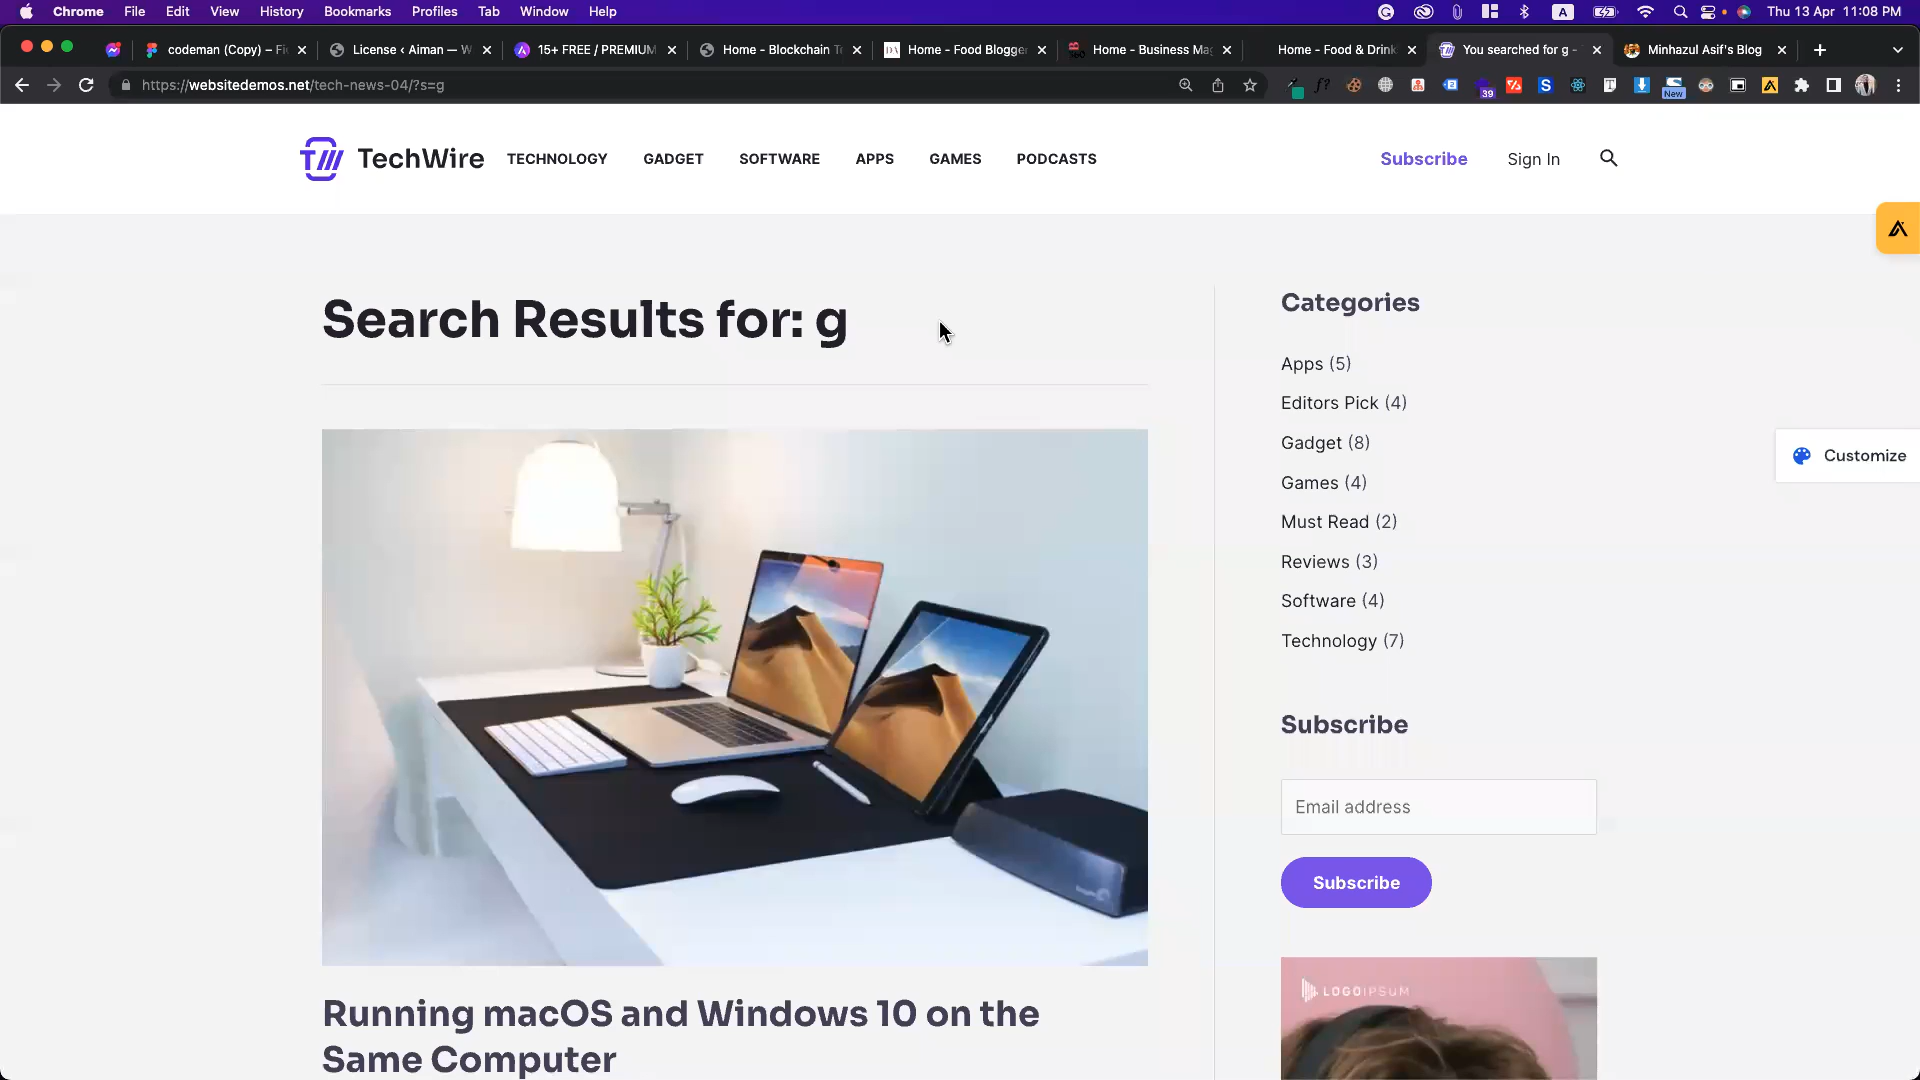 Chrome File Edit View History Bookmarks Profiles Tab Window Help
A
Thu 13 Apr 11:08 PM
codeman (Copy) – Fi
License ‹ Aiman — W
15+ FREE / PREMIUM
Home - Blockchain Te
Home - Food Blogger
Home - Business Mag
Home - Food & Drink
You searched for g -
Minhazul Asif's Blog
https://websitedemos.net/tech-news-04/?s=g
f?
39
S
T
New
TechWire
TECHNOLOGY
GADGET
SOFTWARE
APPS
GAMES
PODCASTS
Subscribe
Sign In
Search Results for: g
Categories
Apps (5)
Editors Pick (4)
Gadget (8)
Games (4)
Must Read (2)
Reviews (3)
Software (4)
Technology (7)
Customize
Subscribe
Email address
Subscribe
LOGOIPSUM
Running macOS and Windows 10 on the
Same Computer